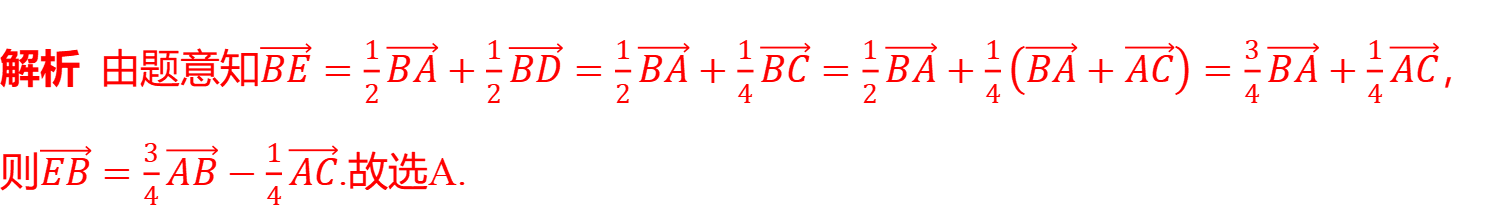 解析 由题意知$\overrightarrow{BE}=\frac{1}{2}\overrightarrow{BA}+\frac{1}{2}\overrightarrow{BD}=\frac{1}{2}\overrightarrow{BA}+\frac{1}{4}\overrightarrow{BC}=\frac{1}{2}\overrightarrow{BA}+\frac{1}{4}(\overrightarrow{BA}+\overrightarrow{AC})=\frac{3}{4}\overrightarrow{BA}+\frac{1}{4}\overrightarrow{AC}$,
则$\overrightarrow{EB}=\frac{3}{4}\overrightarrow{AB}-\frac{1}{4}\overrightarrow{AC}$.故选A.